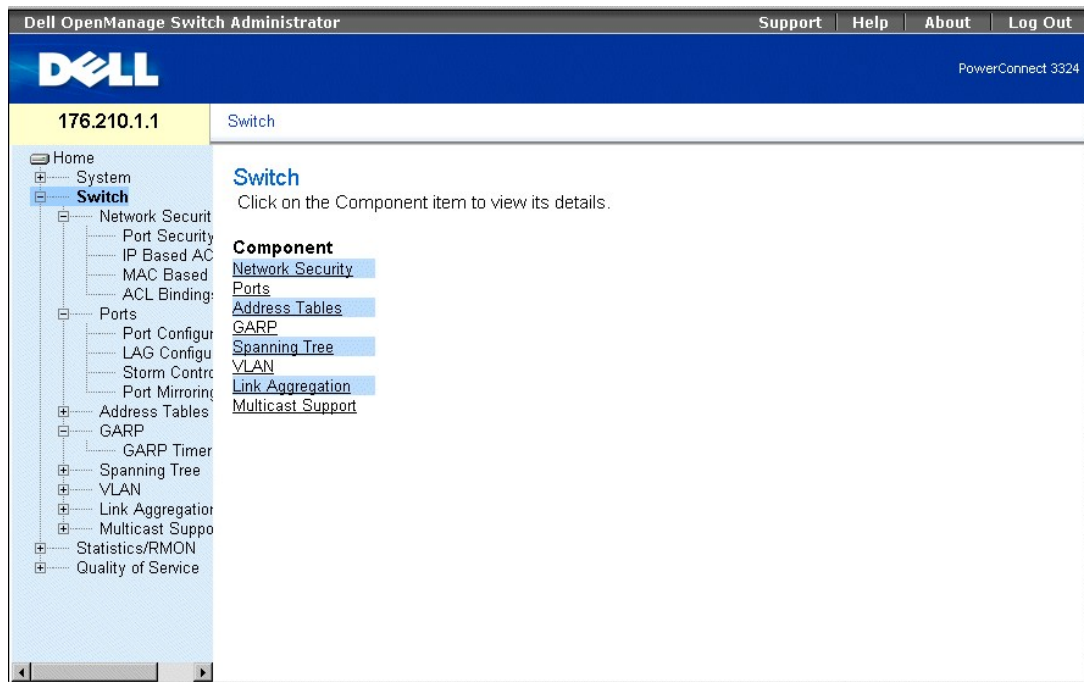 Dell OpenManage Switch Administrator
Support
Help
About
Log Out
DELL
PowerConnect 3324
176.210.1.1
Switch
Home
System
Switch
Network Securit
Port Security
IP Based AC
MAC Based
ACL Binding
Ports
Port Configur
LAG Configu
Storm Contro
Port Mirroring
Address Tables
GARP
GARP Timer
Spanning Tree
VLAN
Link Aggregation
Multicast Suppo
Statistics/RMON
Quality of Service
Switch
Click on the Component item to view its details.
Component
Network Security
Ports
Address Tables
GARP
Spanning Tree
VLAN
Link Aggregation
Multicast Support